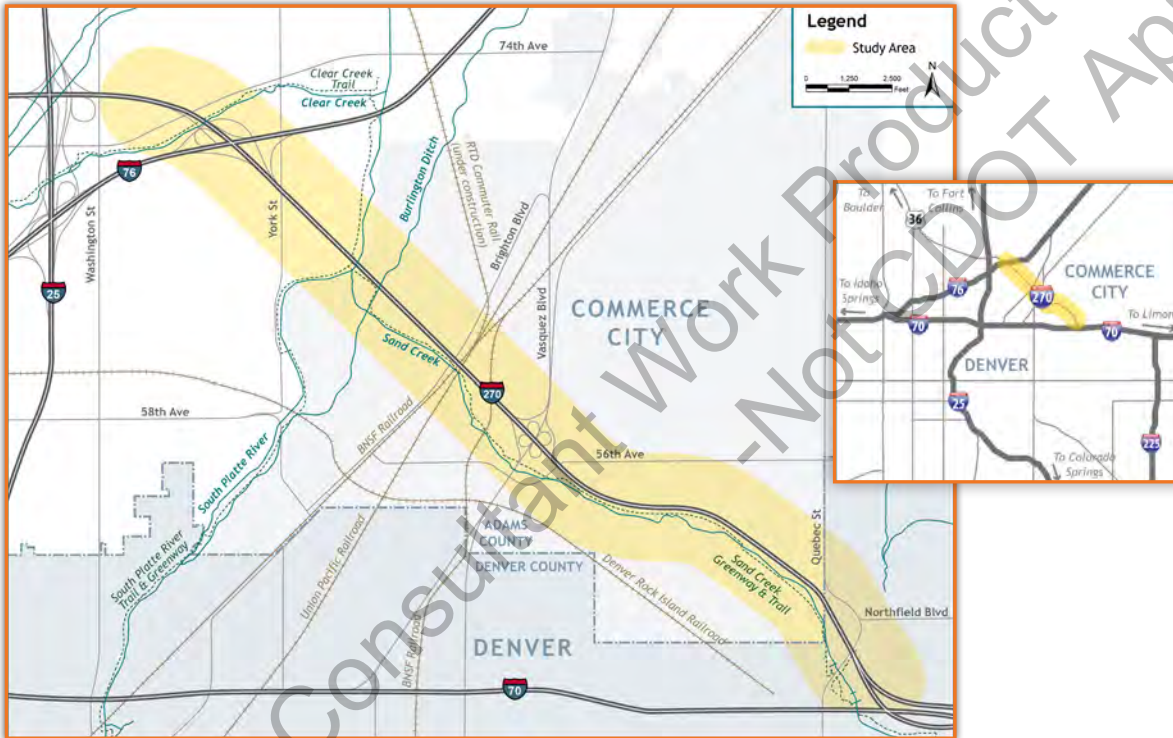 Legend
Study Area
N
0 1,250 2,500
Feet
74th Ave
Clear Creek
Trail
Clear Creek
76
Washington St
York St
25
Burlington Ditch
RTD Commuter Rail
(under construction)
Brighton Blvd
Vasquez Blvd
COMMERCE
CITY
Sand Creek
270
58th Ave
BNSF Railroad
56th Ave
South Platte River
South Platte River
Trail & Greenway
Union Pacific Railroad
ADAMS
COUNTY
DENVER COUNTY
BNSF Railroad
Denver Rock Island Railroad
Sand Creek
Greenway & Trail
Quebec St
Northfield Blvd
DENVER
70
To
Boulder
To Fort
Collins
36
COMMERCE
CITY
76
270
To Idaho
Springs
70
70
To Limon
DENVER
25
To Colorado
Springs
225
Consultant Work Product
-Not CDOT Ap